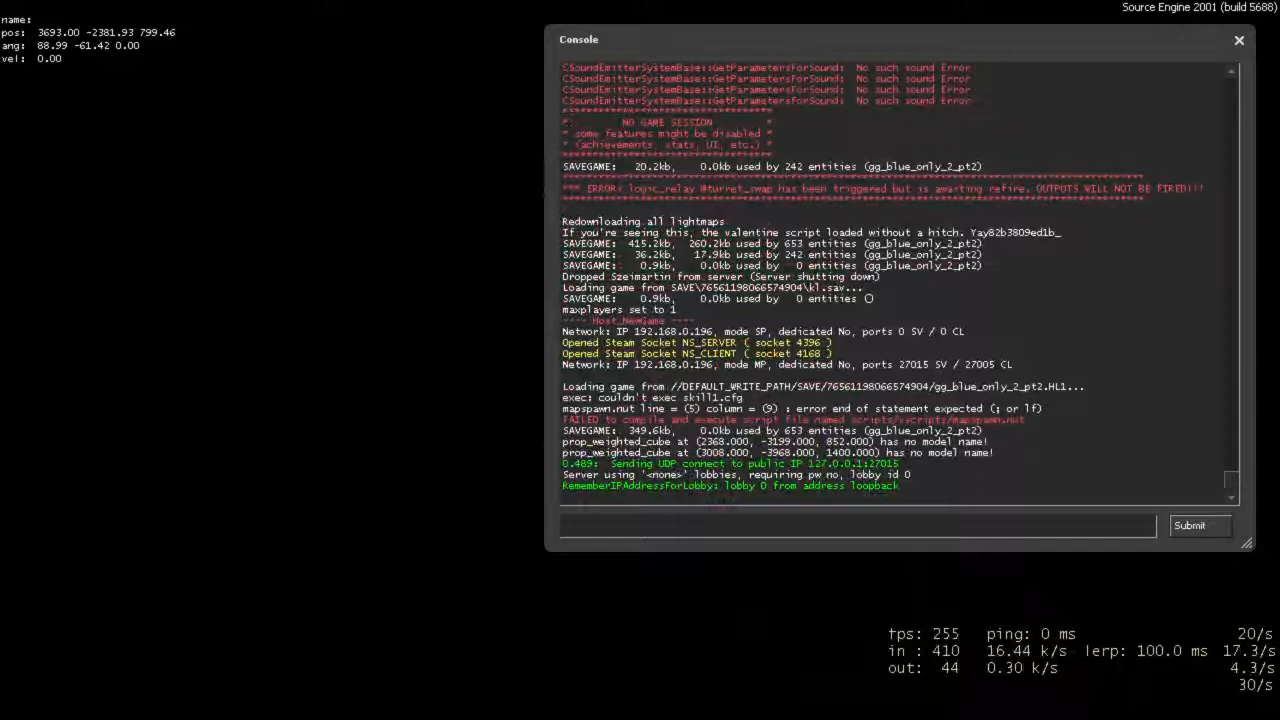 Source Engine 2001 (build 5688)
name:
pos: 3693.00 -2381.93 799.46
ang: 88.99 -61.42 0.00
vel: 0.00
Console
CSoundEmitterSystemBase::GetParametersForSound: No such sound Error
CSoundEmitterSystemBase::GetParametersForSound: No such sound Error
CSoundEmitterSystemBase::GetParametersForSound: No such sound Error
CSoundEmitterSystemBase::GetParametersForSound: No such sound Error
* NO GAME SESSION *
* some features might be disabled *
* (achievements, stats, UI, etc.) *
SAVEGAME: 20.2kb, 0.0kb used by 242 entities (gg_blue_only_2_pt2)
*** ERROR: logic_relay @turret_swap has been triggered but is awaiting refire. OUTPUTS WILL NOT BE FIRED!!!
Redownloading all lightmaps
If you're seeing this, the valentine script loaded without a hitch. Yay82b3809ed1b_
SAVEGAME: 415.2kb, 260.2kb used by 653 entities (gg_blue_only_2_pt2)
SAVEGAME: 36.2kb, 17.9kb used by 242 entities (gg_blue_only_2_pt2)
SAVEGAME: 0.9kb, 0.0kb used by 0 entities (gg_blue_only_2_pt2)
Dropped Szeimartin from server (Server shutting down)
Loading game from SAVE\76561198066574904\kl.sav...
SAVEGAME: 0.9kb, 0.0kb used by 0 entities ()
maxplayers set to 1
---- Host_NewGame ----
Network: IP 192.168.0.196, mode SP, dedicated No, ports 0 SV / 0 CL
Opened Steam Socket NS_SERVER ( socket 4396 )
Opened Steam Socket NS_CLIENT ( socket 4168 )
Network: IP 192.168.0.196, mode MP, dedicated No, ports 27015 SV / 27005 CL
Loading game from //DEFAULT_WRITE_PATH/SAVE/76561198066574904/gg_blue_only_2_pt2.HL1...
exec: couldn't exec skill1.cfg
mapspawn.nut line = (5) column = (9) : error end of statement expected (; or lf)
FAILED to compile and execute script file named scripts/vscripts/mapspawn.nut
SAVEGAME: 349.6kb, 0.0kb used by 653 entities (gg_blue_only_2_pt2)
prop_weighted_cube at (2368.000, -3199.000, 852.000) has no model name!
prop_weighted_cube at (3008.000, -3968.000, 1400.000) has no model name!
0.489: Sending UDP connect to public IP 127.0.0.1:27015
Server using '<none>' lobbies, requiring pw no, lobby id 0
RememberIPAddressForLobby: lobby 0 from address loopback
Submit
fps: 255 ping: 0 ms 20/s
in : 410 16.44 k/s lerp: 100.0 ms 17.3/s
out: 44 0.30 k/s 4.3/s
30/s